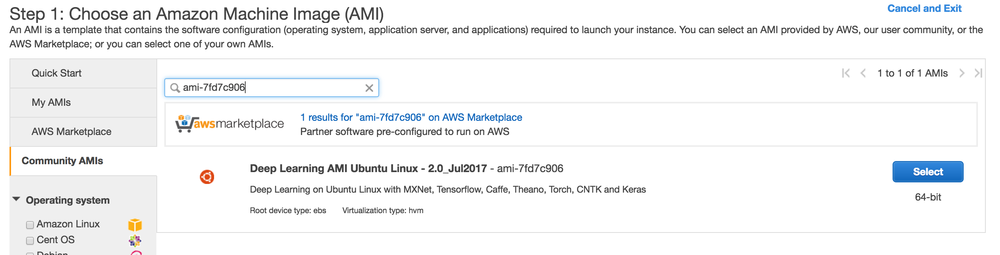 Step 1: Choose an Amazon Machine Image (AMI)
Cancel and Exit
An AMI is a template that contains the software configuration (operating system, application server, and applications) required to launch your instance. You can select an AMI provided by AWS, our user community, or the
AWS Marketplace; or you can select one of your own AMIs.
Quick Start
My AMIs
AWS Marketplace
Community AMIs
Operating system
Amazon Linux
Cent OS
Debian
1 to 1 of 1 AMIs
ami-7fd7c906
awsmarketplace
1 results for "ami-7fd7c906" on AWS Marketplace
Partner software pre-configured to run on AWS
Deep Learning AMI Ubuntu Linux - 2.0_Jul2017 - ami-7fd7c906
Deep Learning on Ubuntu Linux with MXNet, Tensorflow, Caffe, Theano, Torch, CNTK and Keras
Root device type: ebs Virtualization type: hvm
Select
64-bit